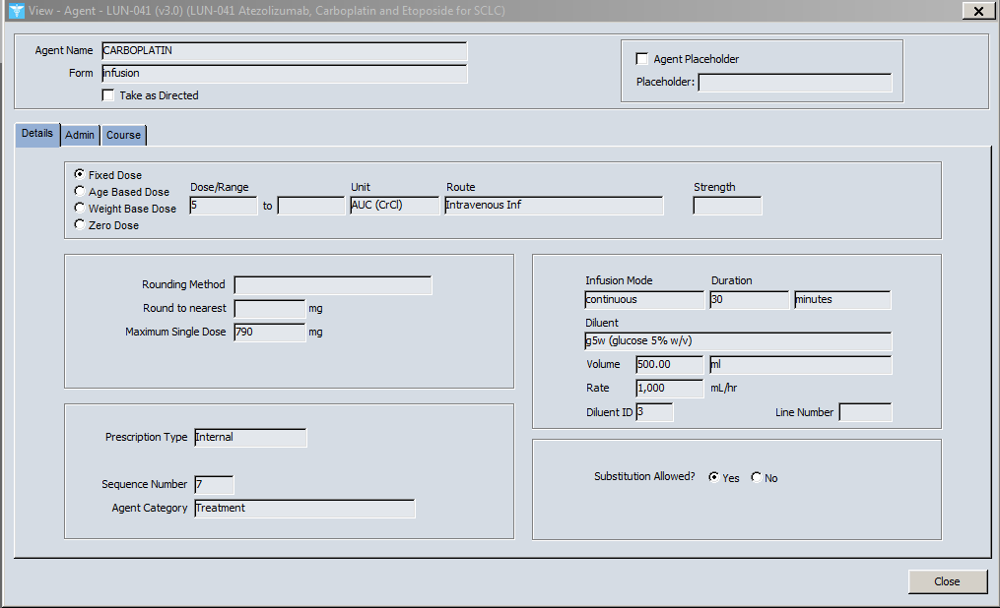 View - Agent - LUN-041 (v3.0) (LUN-041 Atezolizumab, Carboplatin and Etoposide for SCLC)
Agent Name CARBOPLATIN
Form infusion
Take as Directed
Agent Placeholder
Placeholder:
Details Admin Course
Fixed Dose
Age Based Dose
Weight Base Dose
Zero Dose
Dose/Range Unit Route Strength
5 to AUC (CrCl) Intravenous Inf
Rounding Method
Round to nearest mg
Maximum Single Dose 790 mg
Infusion Mode Duration
continuous 30 minutes
Diluent
g5w (glucose 5% w/v)
Volume 500.00 ml
Rate 1,000 mL/hr
Diluent ID 3 Line Number
Prescription Type Internal
Sequence Number 7
Agent Category Treatment
Substitution Allowed? Yes No
Close